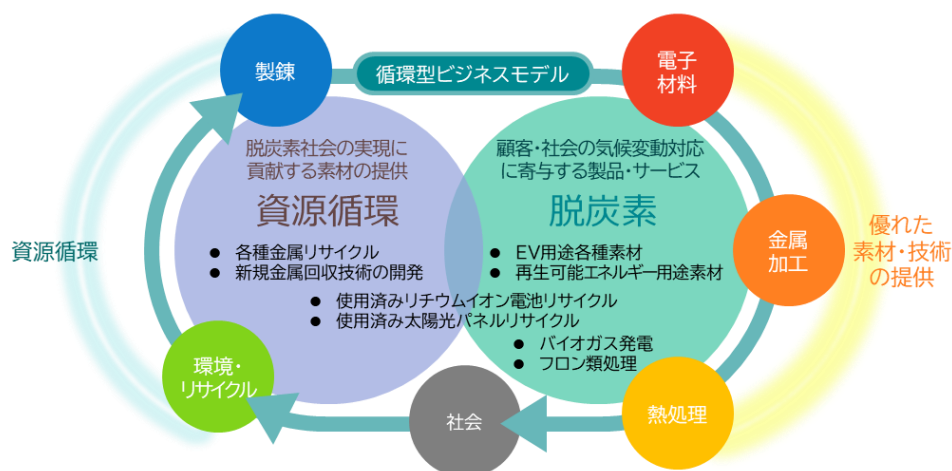 製錬
循環型ビジネスモデル
電子
材料
脱炭素社会の実現に
貢献する素材の提供
資源循環
顧客・社会の気候変動対応
に寄与する製品・サービス
脱炭素
資源循環
金属
加工
優れた
素材・技術
の提供
● 各種金属リサイクル
● 新規金属回収技術の開発
● EV用途各種素材
● 再生可能エネルギー用途素材
● 使用済みリチウムイオン電池リサイクル
● 使用済み太陽光パネルリサイクル
● バイオガス発電
● フロン類処理
環境・
リサイクル
社会
熱処理